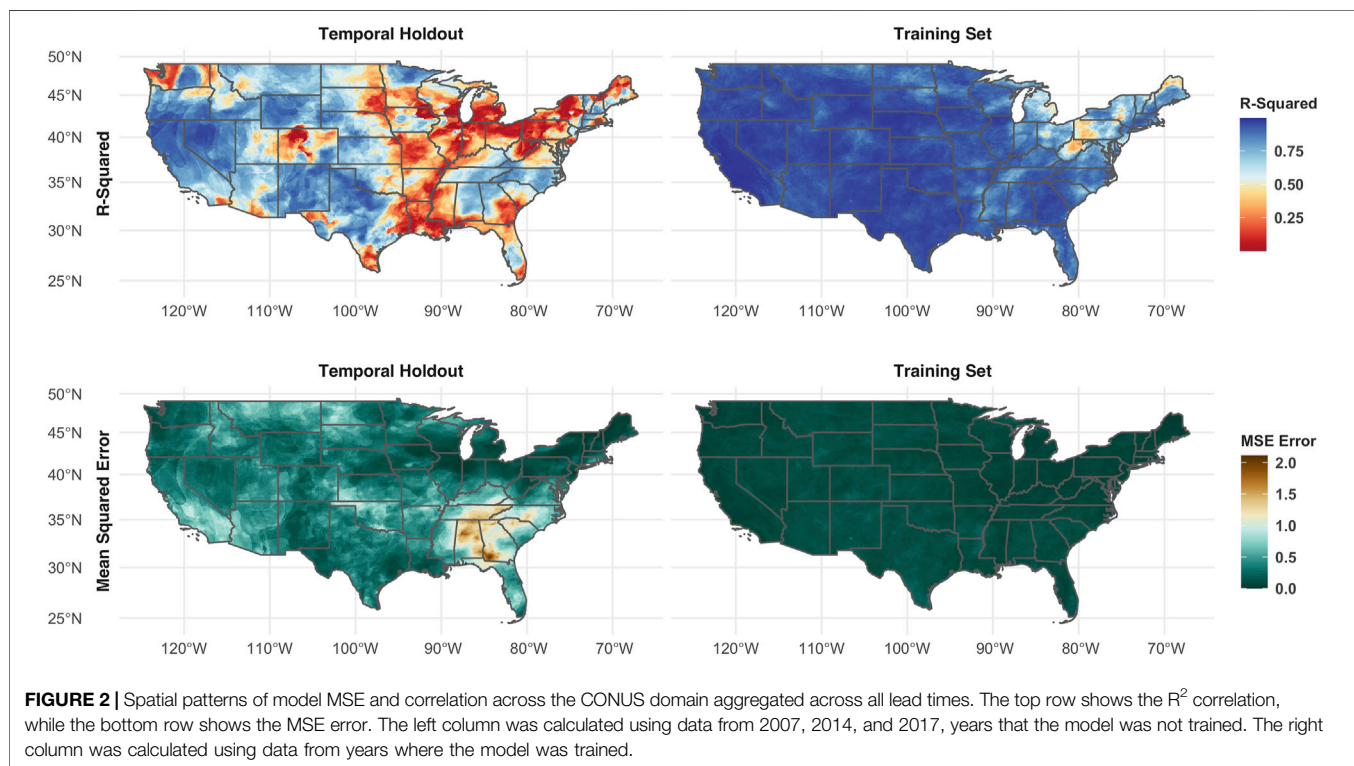 Temporal Holdout
Training Set
50°N
45°N
40°N
35°N
30°N
25°N
R-Squared
120°W 110°W 100°W 90°W 80°W 70°W
120°W 110°W 100°W 90°W 80°W 70°W
R-Squared
0.75
0.50
0.25
Temporal Holdout
Training Set
50°N
45°N
40°N
35°N
30°N
25°N
Mean Squared Error
120°W 110°W 100°W 90°W 80°W 70°W
120°W 110°W 100°W 90°W 80°W 70°W
MSE Error
2.0
1.5
1.0
0.5
0.0
FIGURE 2 | Spatial patterns of model MSE and correlation across the CONUS domain aggregated across all lead times. The top row shows the R² correlation,
while the bottom row shows the MSE error. The left column was calculated using data from 2007, 2014, and 2017, years that the model was not trained. The right
column was calculated using data from years where the model was trained.